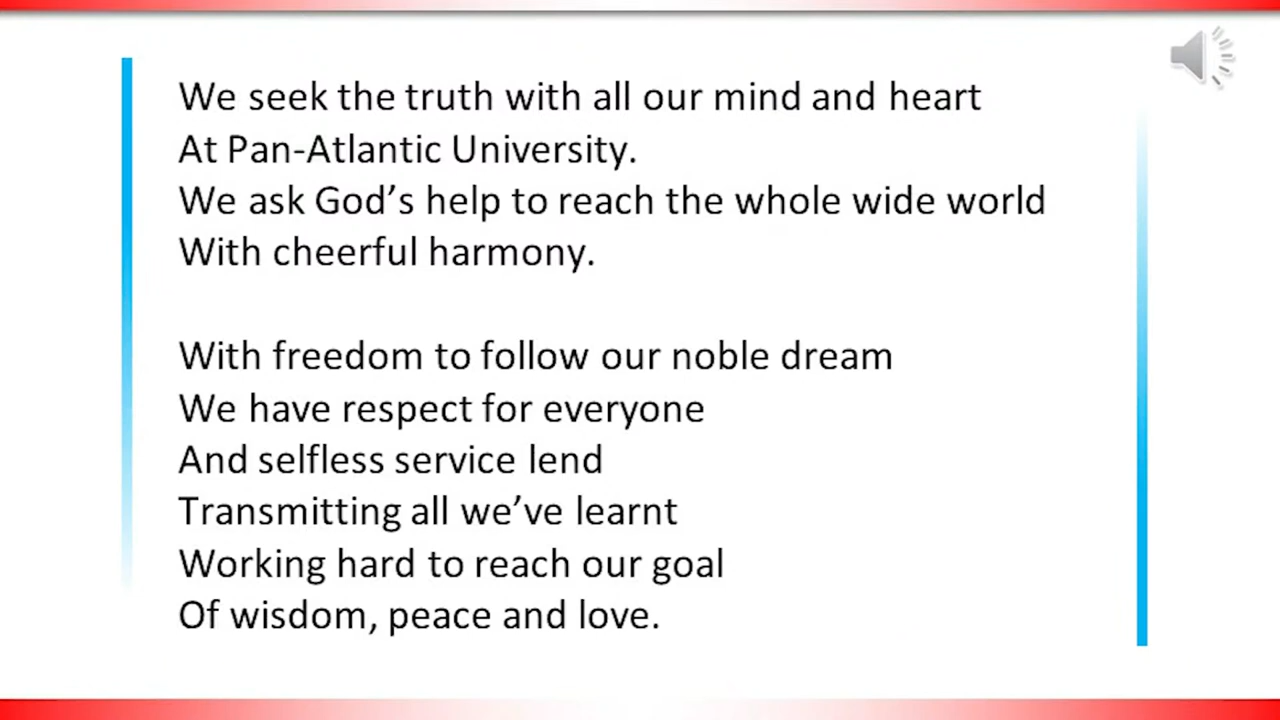 We seek the truth with all our mind and heart
At Pan-Atlantic University.
We ask God’s help to reach the whole wide world
With cheerful harmony.
With freedom to follow our noble dream
We have respect for everyone
And selfless service lend
Transmitting all we’ve learnt
Working hard to reach our goal
Of wisdom, peace and love.